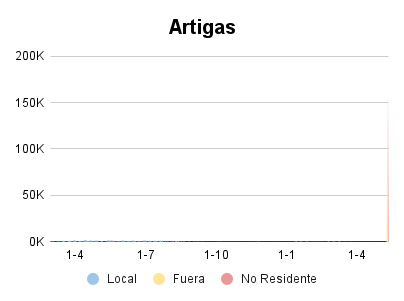 Artigas
200K
150K
100K
50K
0K
1-4 1-7 1-10 1-1 1-4
Local Fuera No Residente